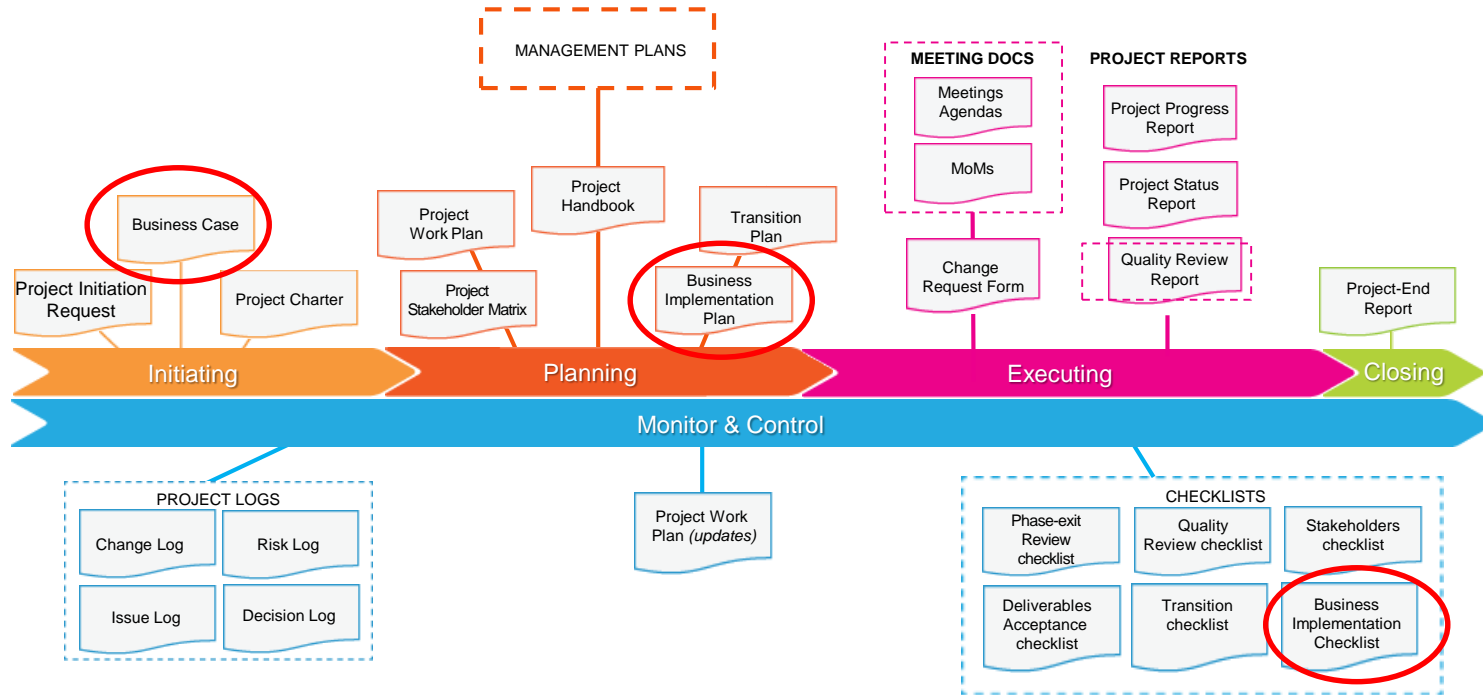 MANAGEMENT PLANS
MEETING DOCS
Meetings
Agendas
MoMs
PROJECT REPORTS
Project Progress
Report
Project Status
Report
Business Case
Project Initiation
Request
Project Charter
Project
Work Plan
Project
Handbook
Transition
Plan
Project
Stakeholder Matrix
Business
Implementation
Plan
Change
Request Form
Quality Review
Report
Project-End
Report
Initiating
Planning
Executing
Closing
Monitor & Control
PROJECT LOGS
Change Log
Risk Log
Issue Log
Decision Log
Project Work
Plan (updates)
CHECKLISTS
Phase-exit
Review
checklist
Quality
Review checklist
Stakeholders
checklist
Deliverables
Acceptance
checklist
Transition
checklist
Business
Implementation
Checklist